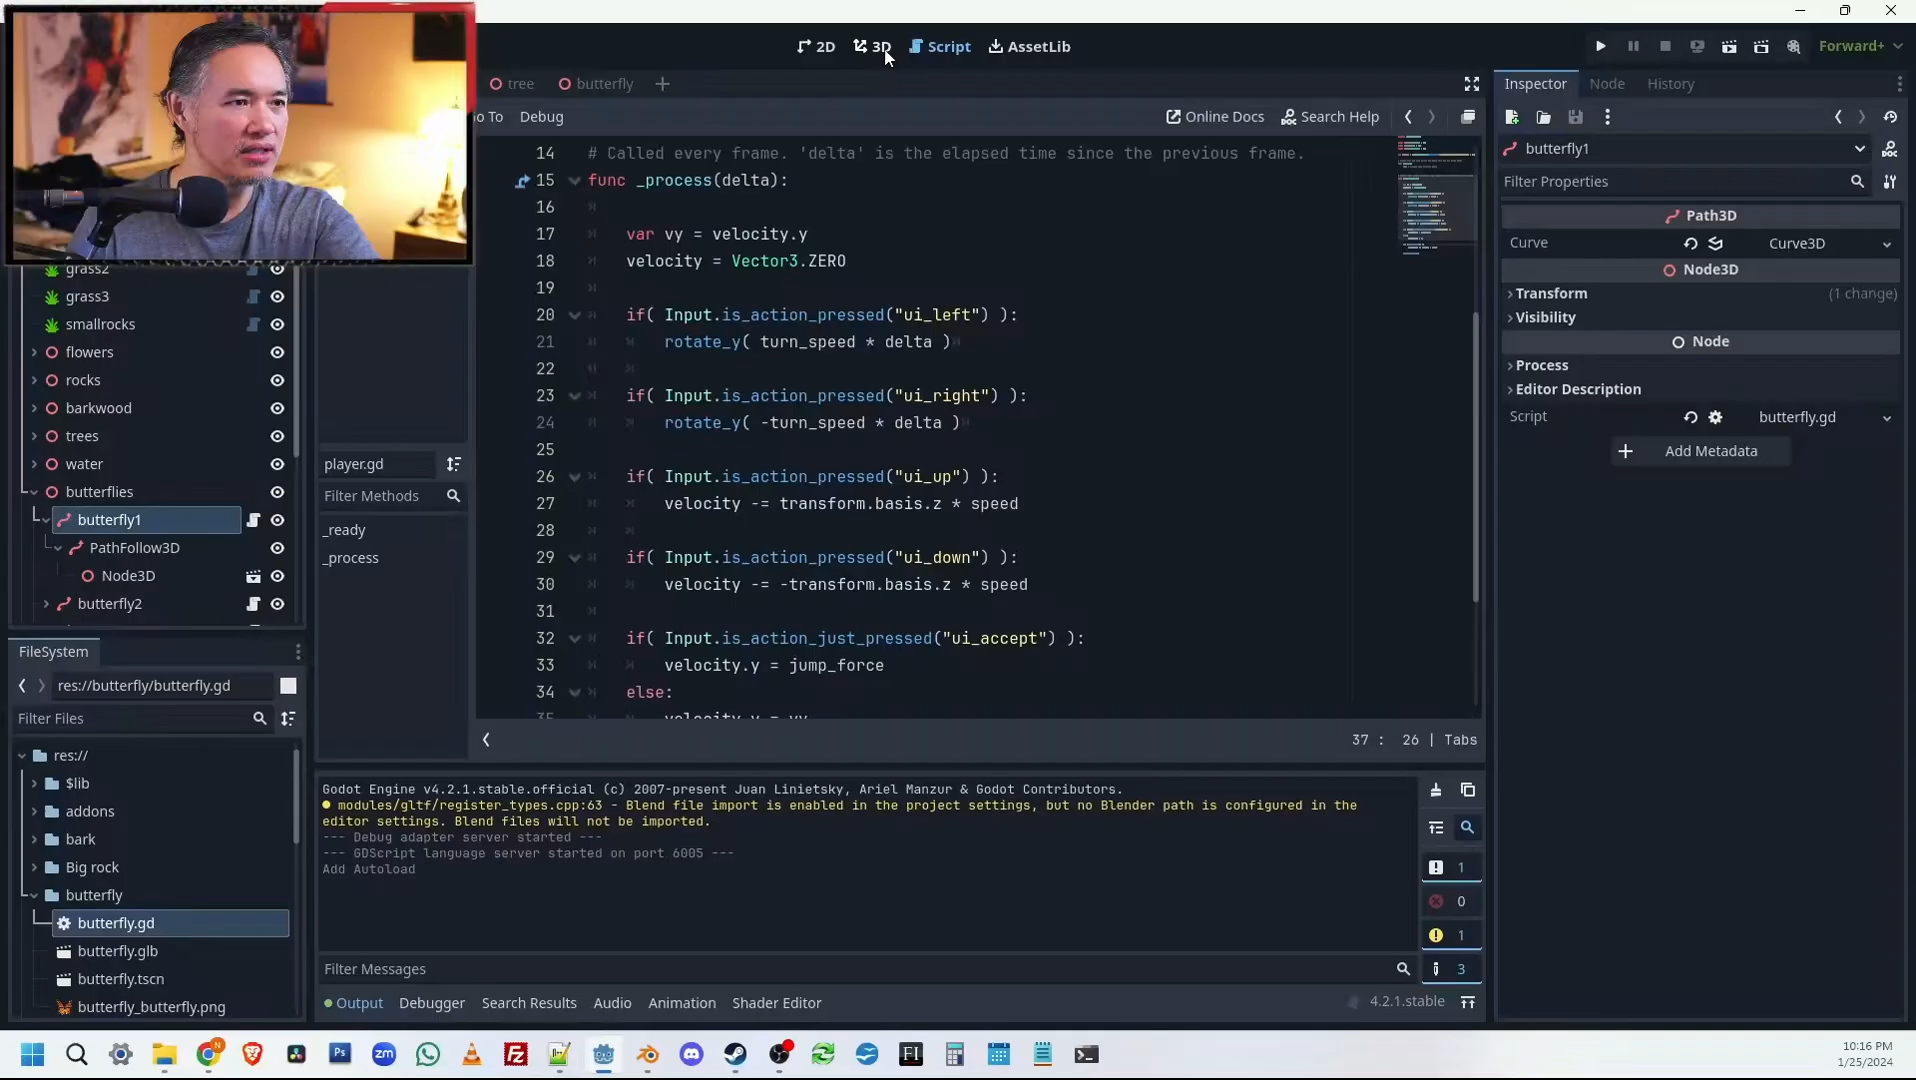 2D 3D Script AssetLib Forward+
tree butterfly + Inspector Node History
o To Debug Online Docs Search Help
14 # Called every frame. 'delta' is the elapsed time since the previous frame.
15 func _process(delta):
16
17 var vy = velocity.y
18 velocity = Vector3.ZERO
19
20 if( Input.is_action_pressed("ui_left") ):
21 rotate_y( turn_speed * delta )
22
23 if( Input.is_action_pressed("ui_right") ):
24 rotate_y( -turn_speed * delta )
25
26 if( Input.is_action_pressed("ui_up") ):
27 velocity -= transform.basis.z * speed
28
29 if( Input.is_action_pressed("ui_down") ):
30 velocity -= -transform.basis.z * speed
31
32 if( Input.is_action_just_pressed("ui_accept") ):
33 velocity.y = jump_force
34 else:
35 velocity.y = vy
37 : 26 | Tabs
grass2
grass3
smallrocks
flowers
rocks
barkwood
trees
water
butterflies
butterfly1
PathFollow3D
Node3D
butterfly2
player.gd
Filter Methods
_ready
_process
FileSystem
res://butterfly/butterfly.gd
Filter Files
res://
$lib
addons
bark
Big rock
butterfly
butterfly.gd
butterfly.glb
butterfly.tscn
butterfly_butterfly.png
Godot Engine v4.2.1.stable.official (c) 2007-present Juan Linietsky, Ariel Manzur & Godot Contributors.
modules/gltf/register_types.cpp:63 - Blend file import is enabled in the project settings, but no Blender path is configured in the
editor settings. Blend files will not be imported.
--- Debug adapter server started ---
--- GDScript language server started on port 6005 ---
Add Autoload
1
0
1
3
Filter Messages
Output Debugger Search Results Audio Animation Shader Editor 4.2.1.stable
butterfly1
Filter Properties
Path3D
Curve Curve3D
Node3D
Transform (1 change)
Visibility
Node
Process
Editor Description
Script butterfly.gd
+ Add Metadata
N
Ps
zm
Fz
FI
10:16 PM
1/25/2024